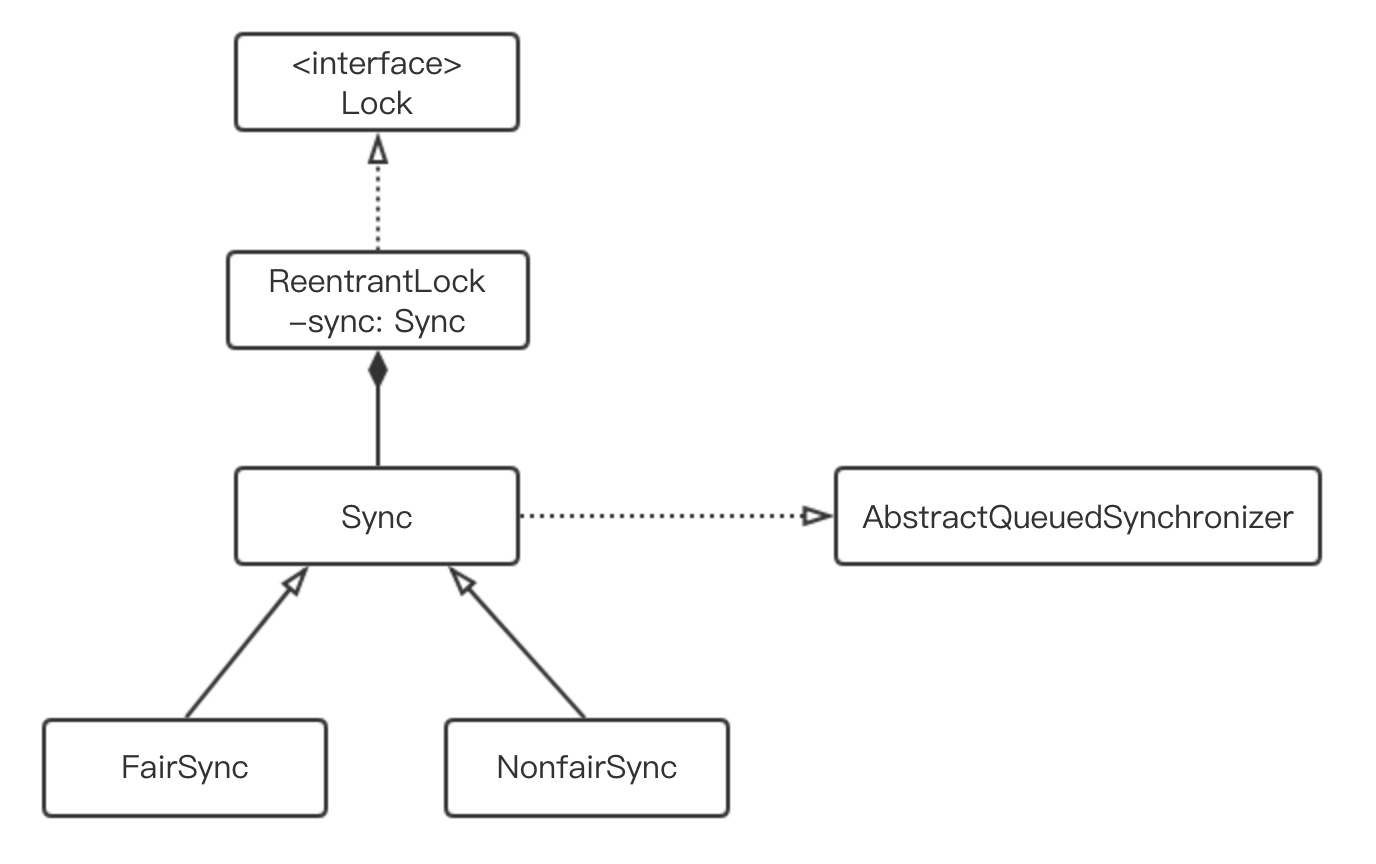 <interface>
Lock
ReentrantLock
–sync: Sync
Sync
AbstractQueuedSynchronizer
FairSync
NonfairSync